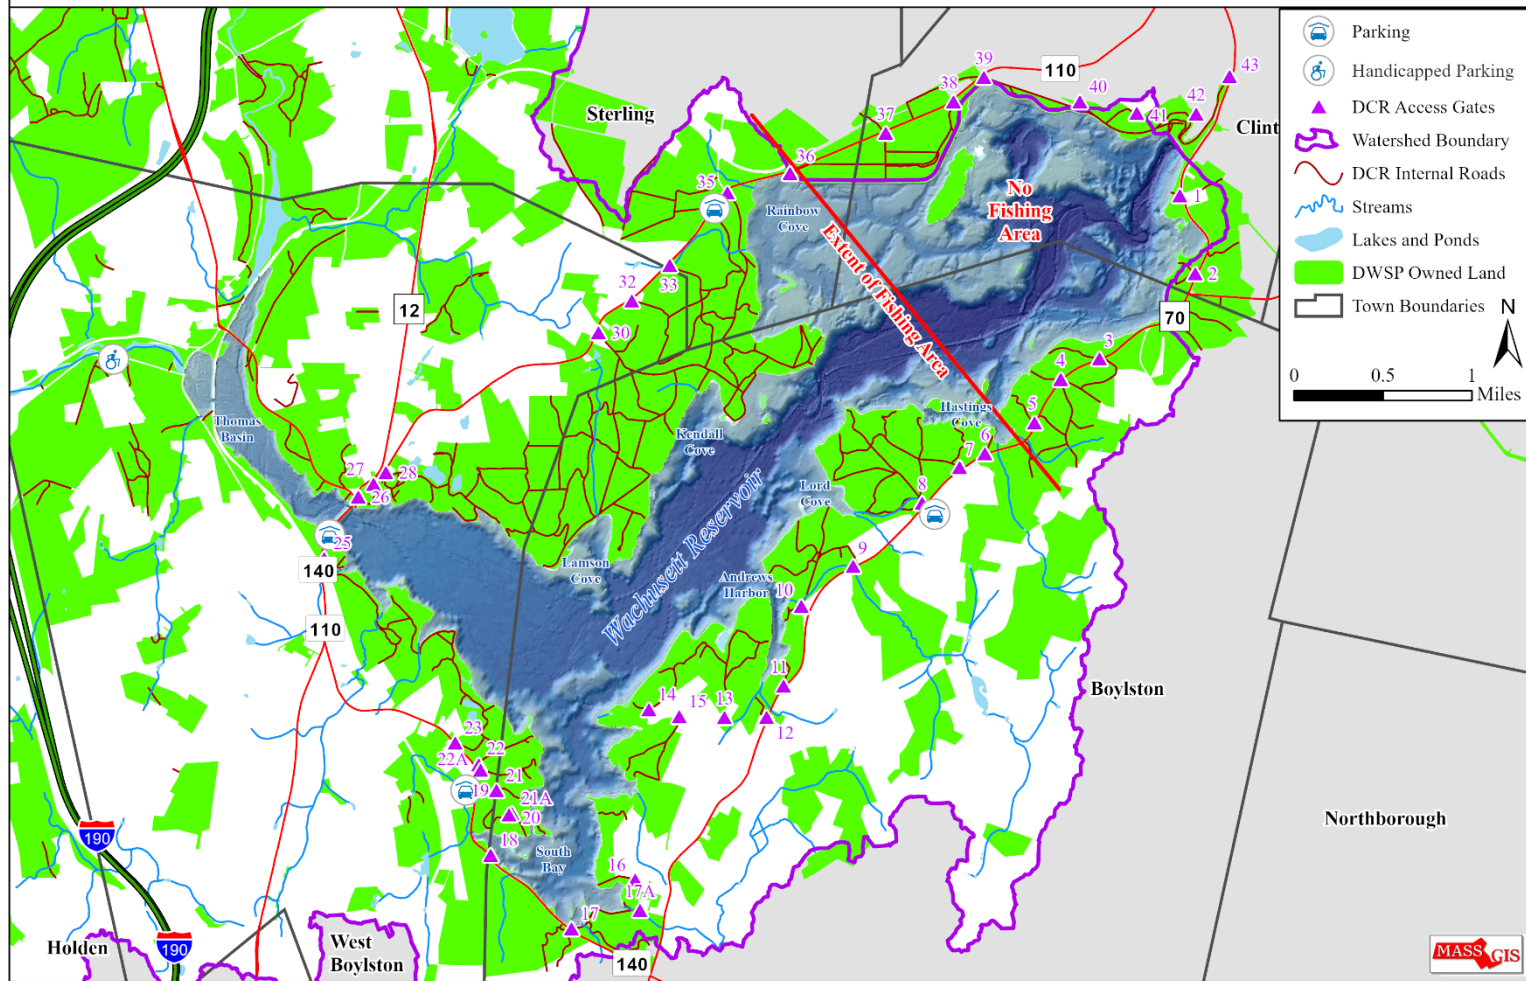 Parking
Handicapped Parking
DCR Access Gates
Watershed Boundary
DCR Internal Roads
Streams
Lakes and Ponds
DWSP Owned Land
Town Boundaries
N
0 0.5 1
Miles
Sterling
Clint
39
110
43
38
40
42
41
37
36
35
1
Rainbow
Cove
No
Fishing
Area
Extent of Fishing Area
33
2
32
12
70
30
3
4
Thomas
Basin
Hastings
Cove
5
Kendall
Cove
6
7
28
27
26
8
Lord
Cove
Wachusett Reservoir
25
140
9
Lamson
Cove
Andrews
Harbor
10
110
11
Boylston
14
15
13
12
23
22
22A
21
19
21A
20
190
Northborough
18
South
Bay
16
17A
17
Holden
190
West
Boylston
140
MASS GIS